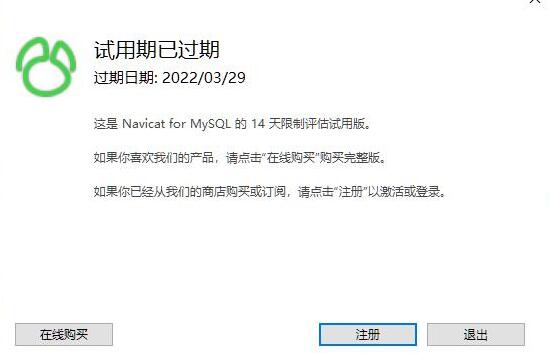 试用期已过期
过期日期: 2022/03/29
这是 Navicat for MySQL 的 14 天限制评估试用版。
如果你喜欢我们的产品，请点击“在线购买”购买完整版。
如果你已经从我们的商店购买或订阅，请点击“注册”以激活或登录。
在线购买
注册
退出